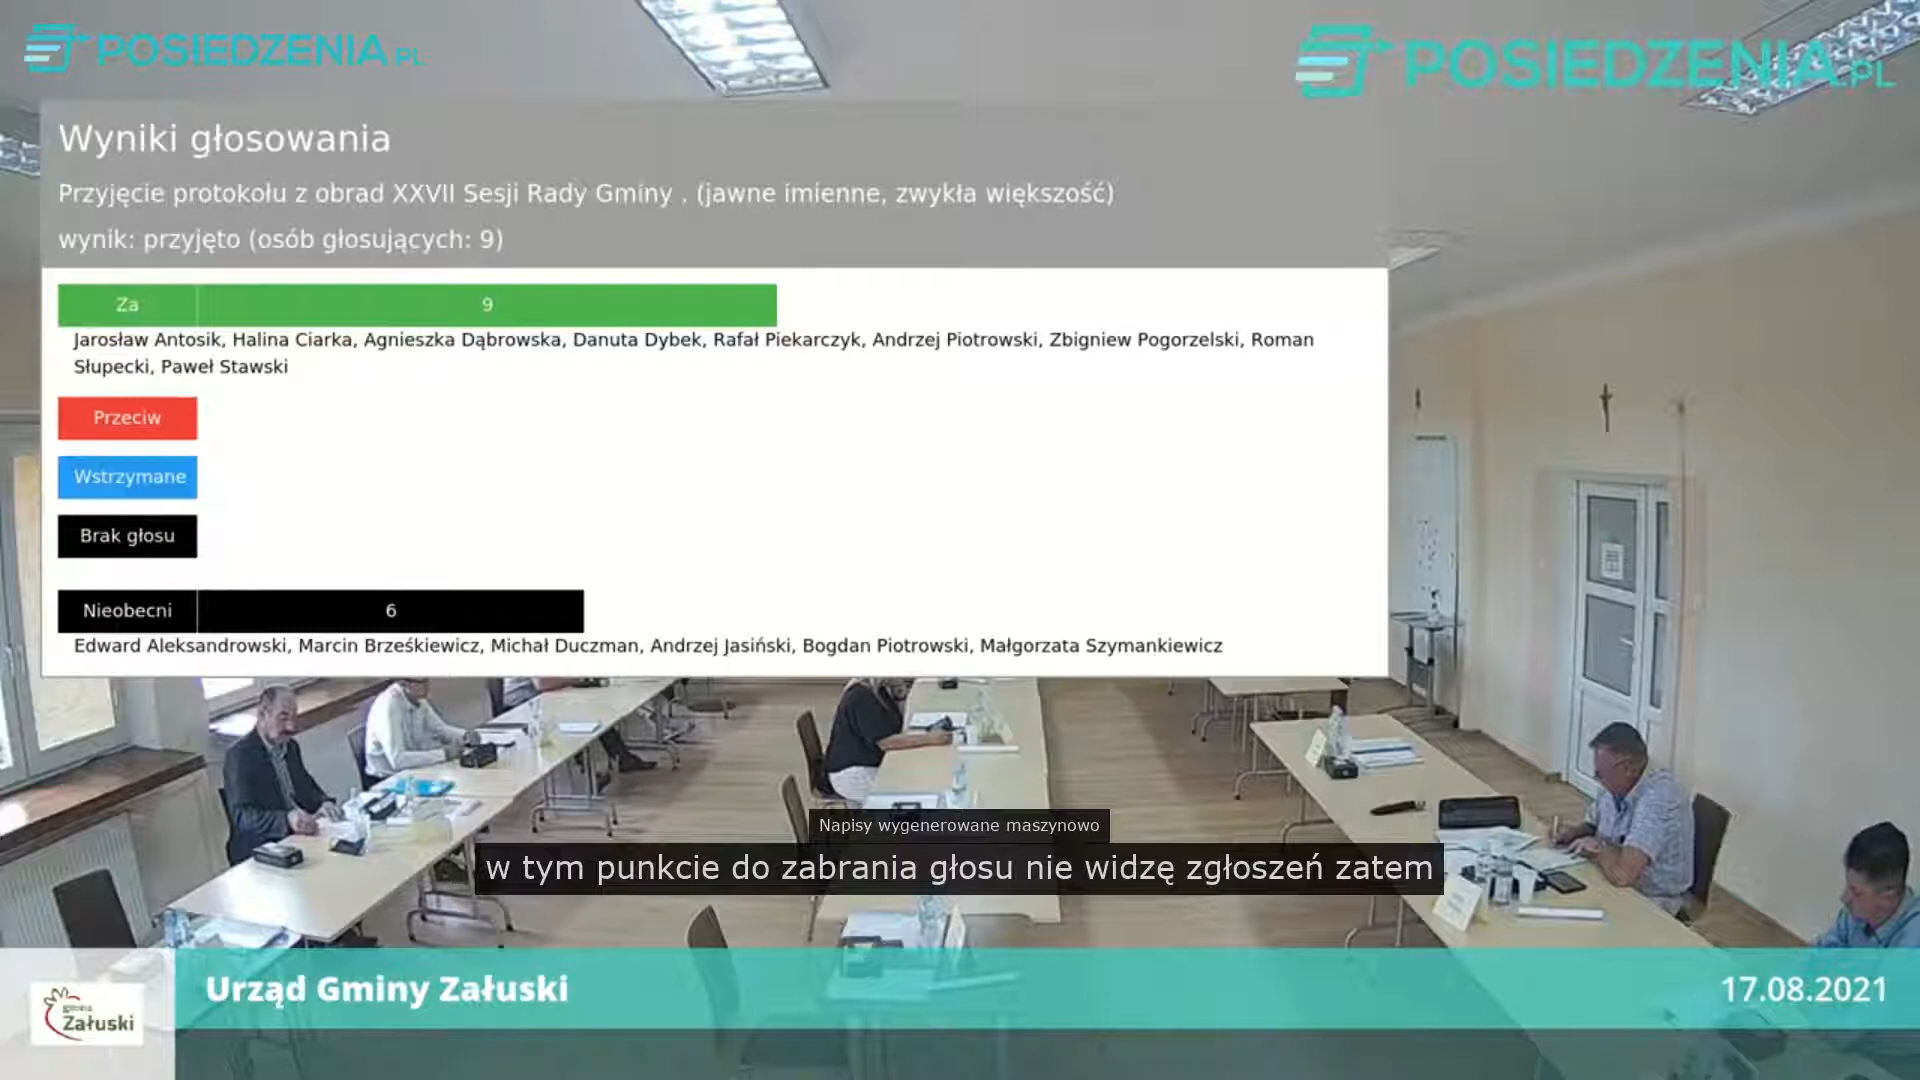 POSIEDZENIA.PL
POSIEDZENIA.PL
Wyniki głosowania
Przyjęcie protokołu z obrad XXVII Sesji Rady Gminy . (jawne imienne, zwykła większość)
wynik: przyjęto (osób głosujących: 9)
Za 9
Jarosław Antosik, Halina Ciarka, Agnieszka Dąbrowska, Danuta Dybek, Rafał Piekarczyk, Andrzej Piotrowski, Zbigniew Pogorzelski, Roman
Słupecki, Paweł Stawski
Przeciw
Wstrzymane
Brak głosu
Nieobecni 6
Edward Aleksandrowski, Marcin Brześkiewicz, Michał Duczman, Andrzej Jasiński, Bogdan Piotrowski, Małgorzata Szymankiewicz
Napisy wygenerowane maszynowo
w tym punkcie do zabrania głosu nie widzę zgłoszeń zatem
Urząd Gminy Załuski
17.08.2021
gmina
Załuski